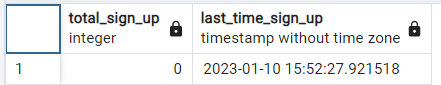 total_sign_up last_time_sign_up
integer timestamp without time zone
1 0 2023-01-10 15:52:27.921518